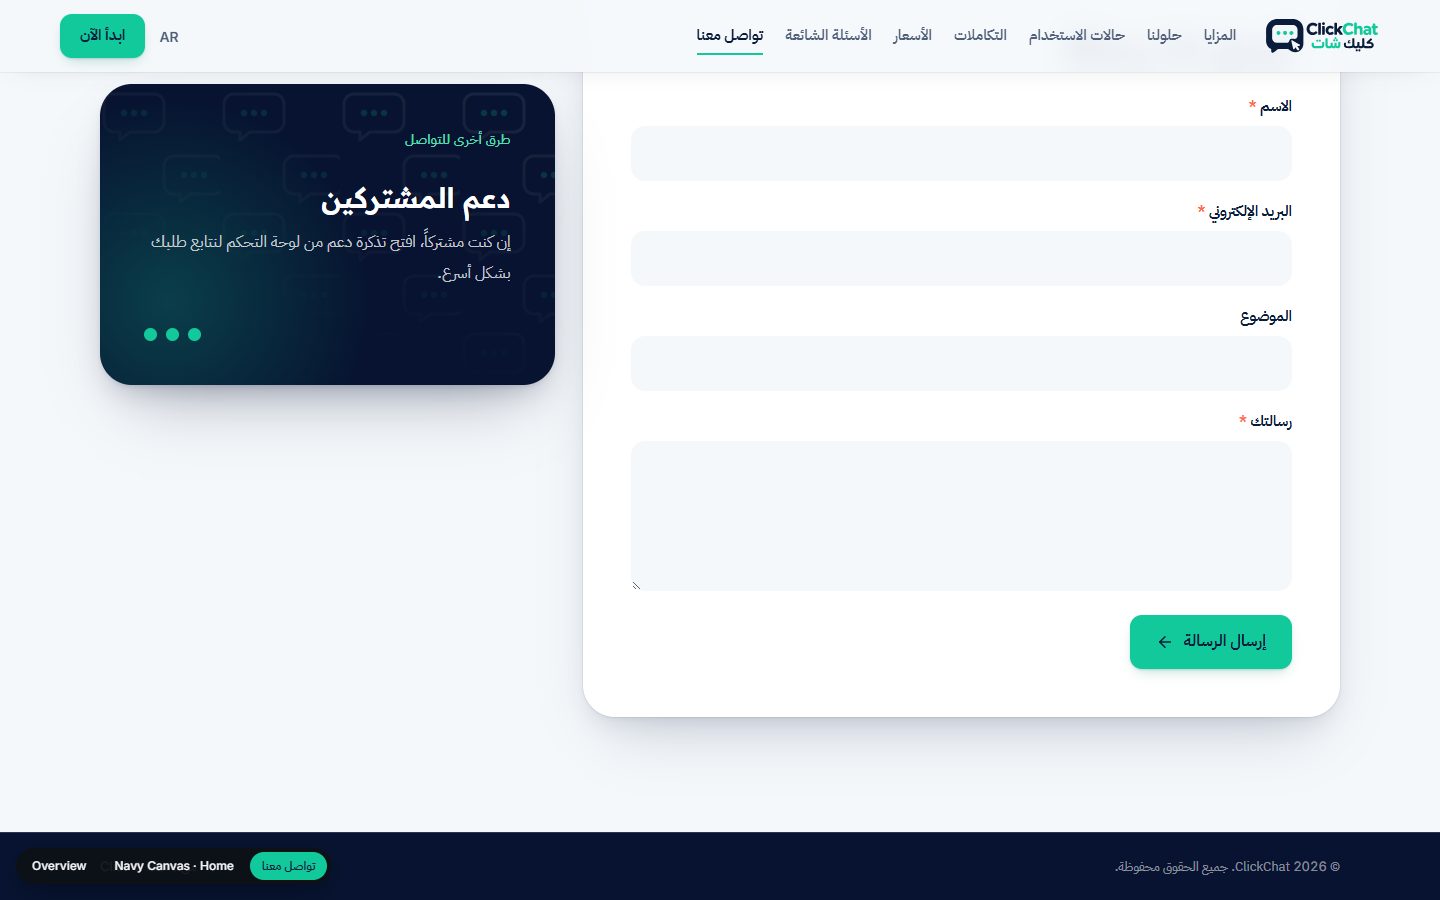 ClickChat
كليك شات
المزايا
حلولنا
حالات الاستخدام
التكاملات
الأسعار
الأسئلة الشائعة
تواصل معنا
AR
ابدأ الآن
الاسم *
البريد الإلكتروني *
الموضوع
رسالتك *
إرسال الرسالة ←
طرق أخرى للتواصل
دعم المشتركين
إن كنت مشتركاً، افتح تذكرة دعم من لوحة التحكم لنتابع طلبك
بشكل أسرع.
© 2026 ClickChat. جميع الحقوق محفوظة.
Overview
Navy Canvas · Home
تواصل معنا